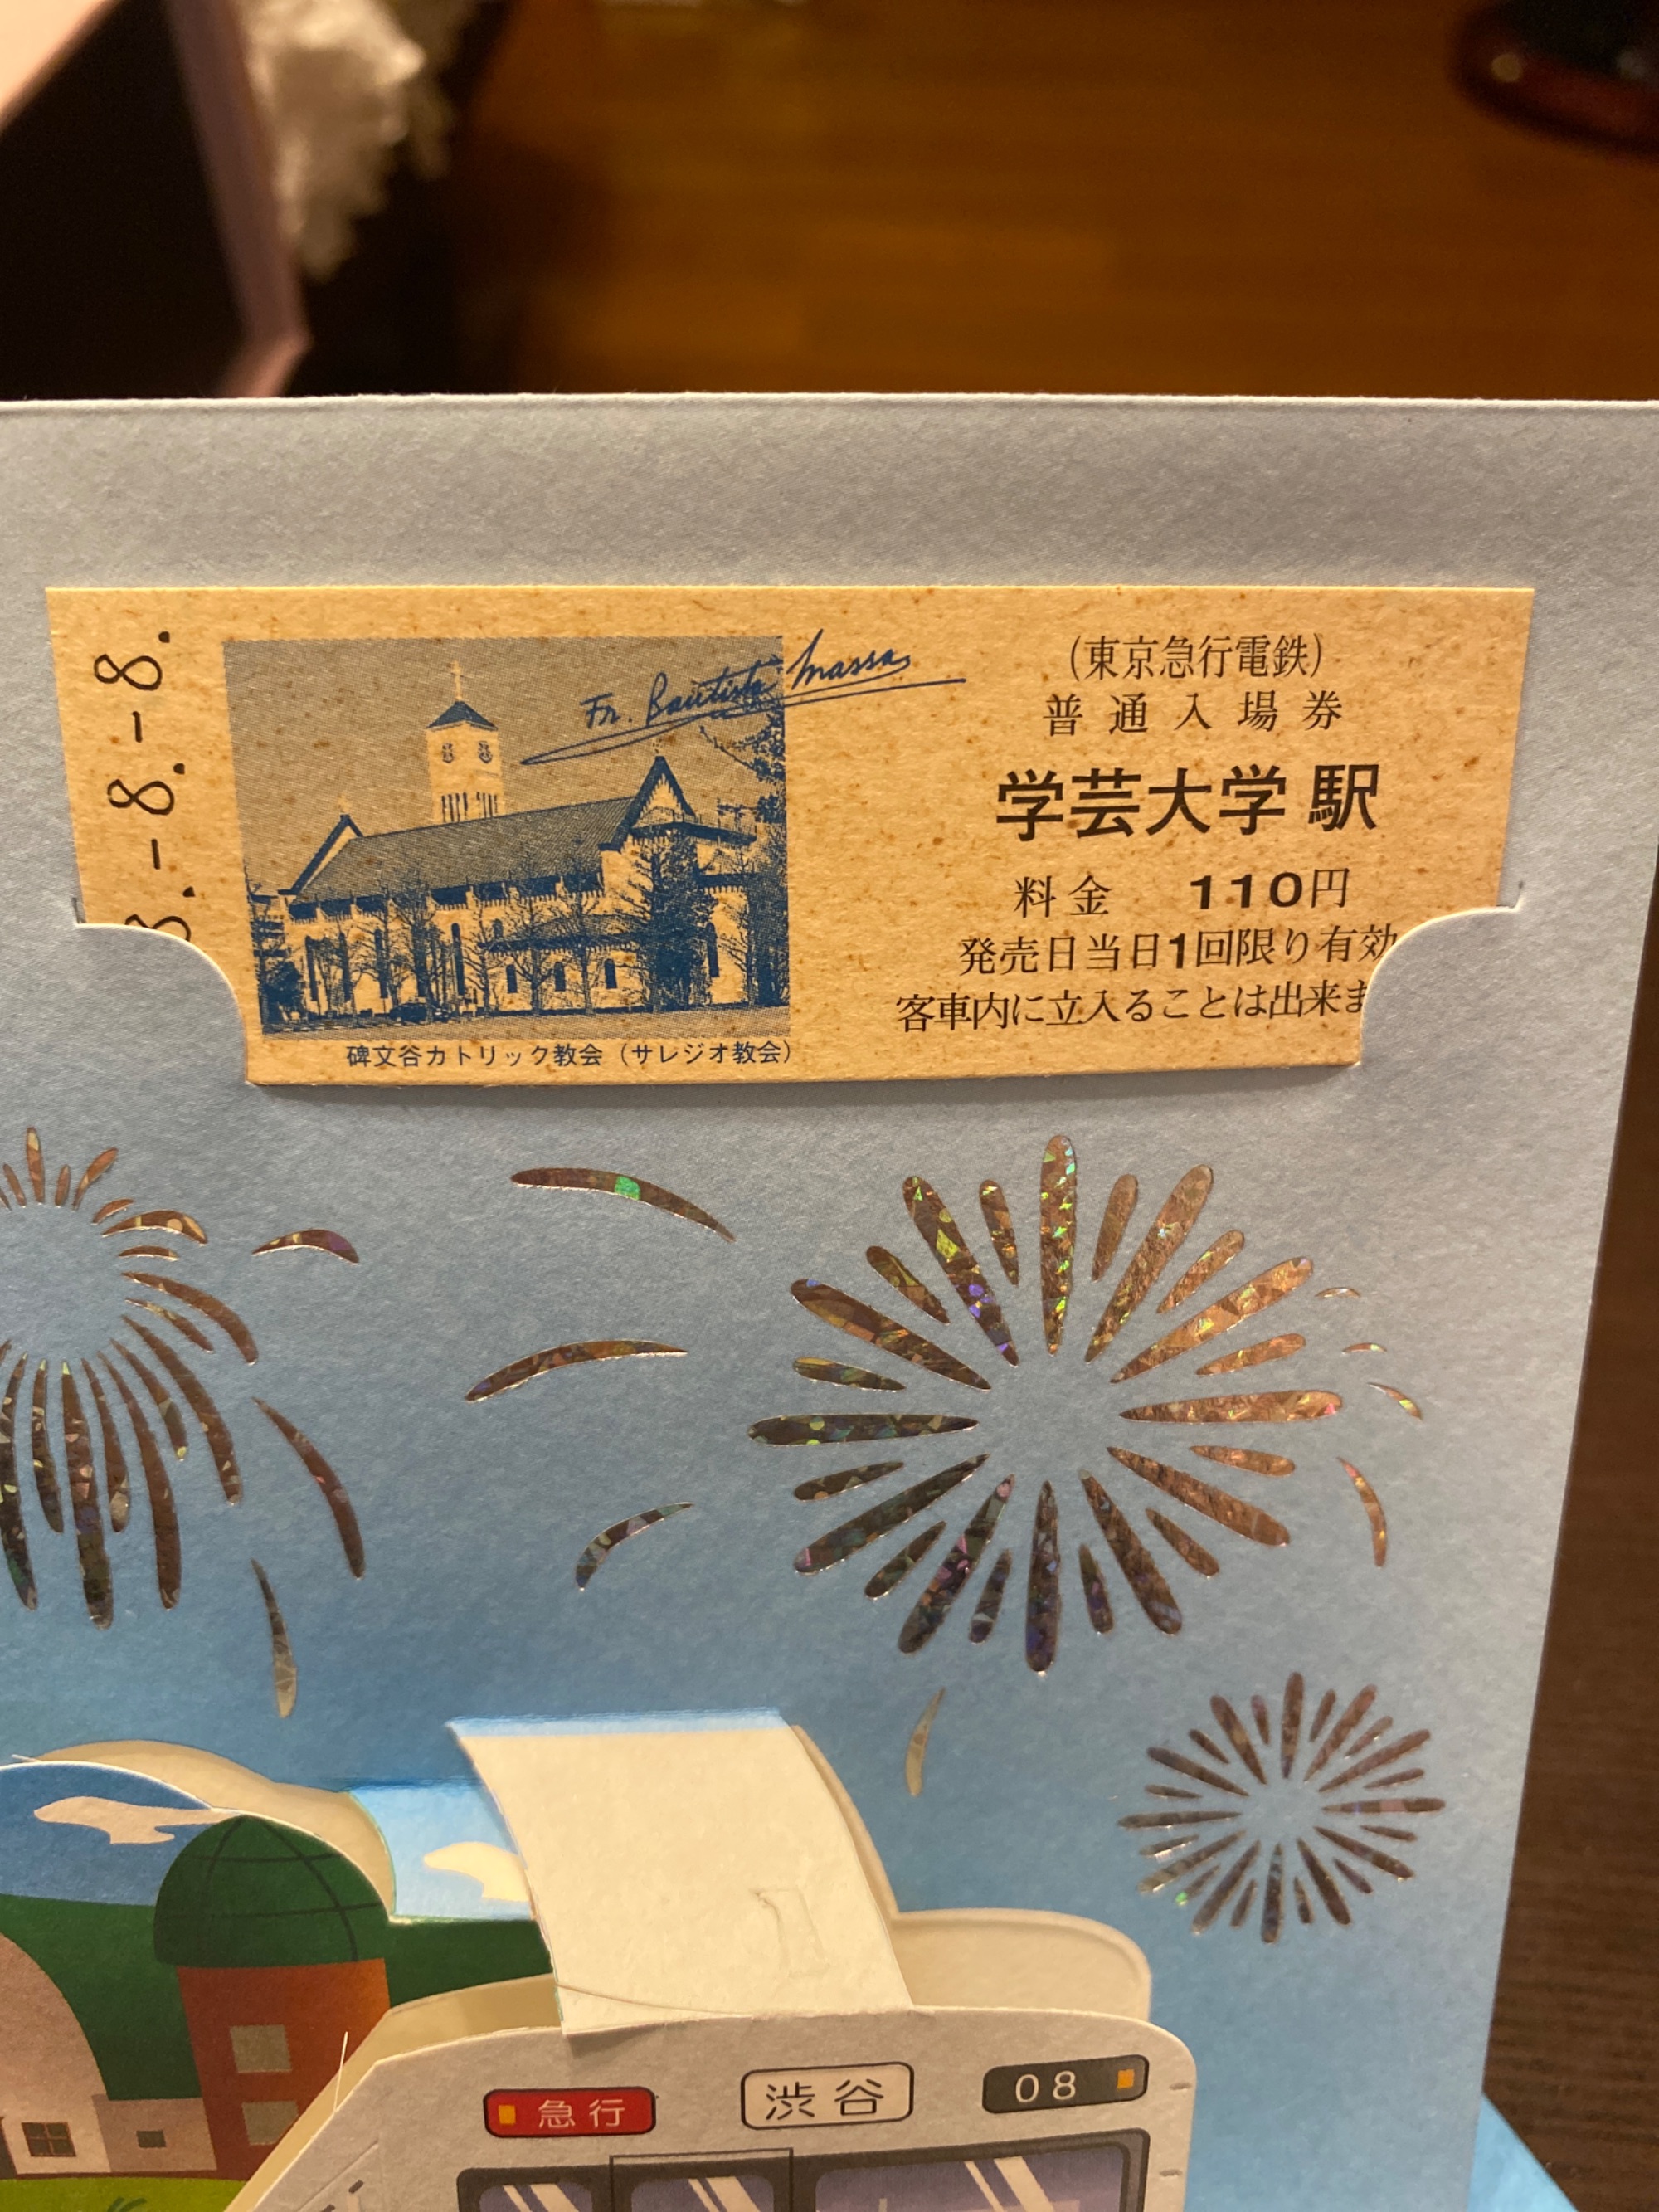 8.-8.-8.
Fr. Bautista Massa
(東京急行電鉄)
普通入場券
学芸大学駅
料金 110円
発売日当日1回限り有効
客車内に立入ることは出来ま
碑文谷カトリック教会(サレジオ教会)
急行
渋谷
08